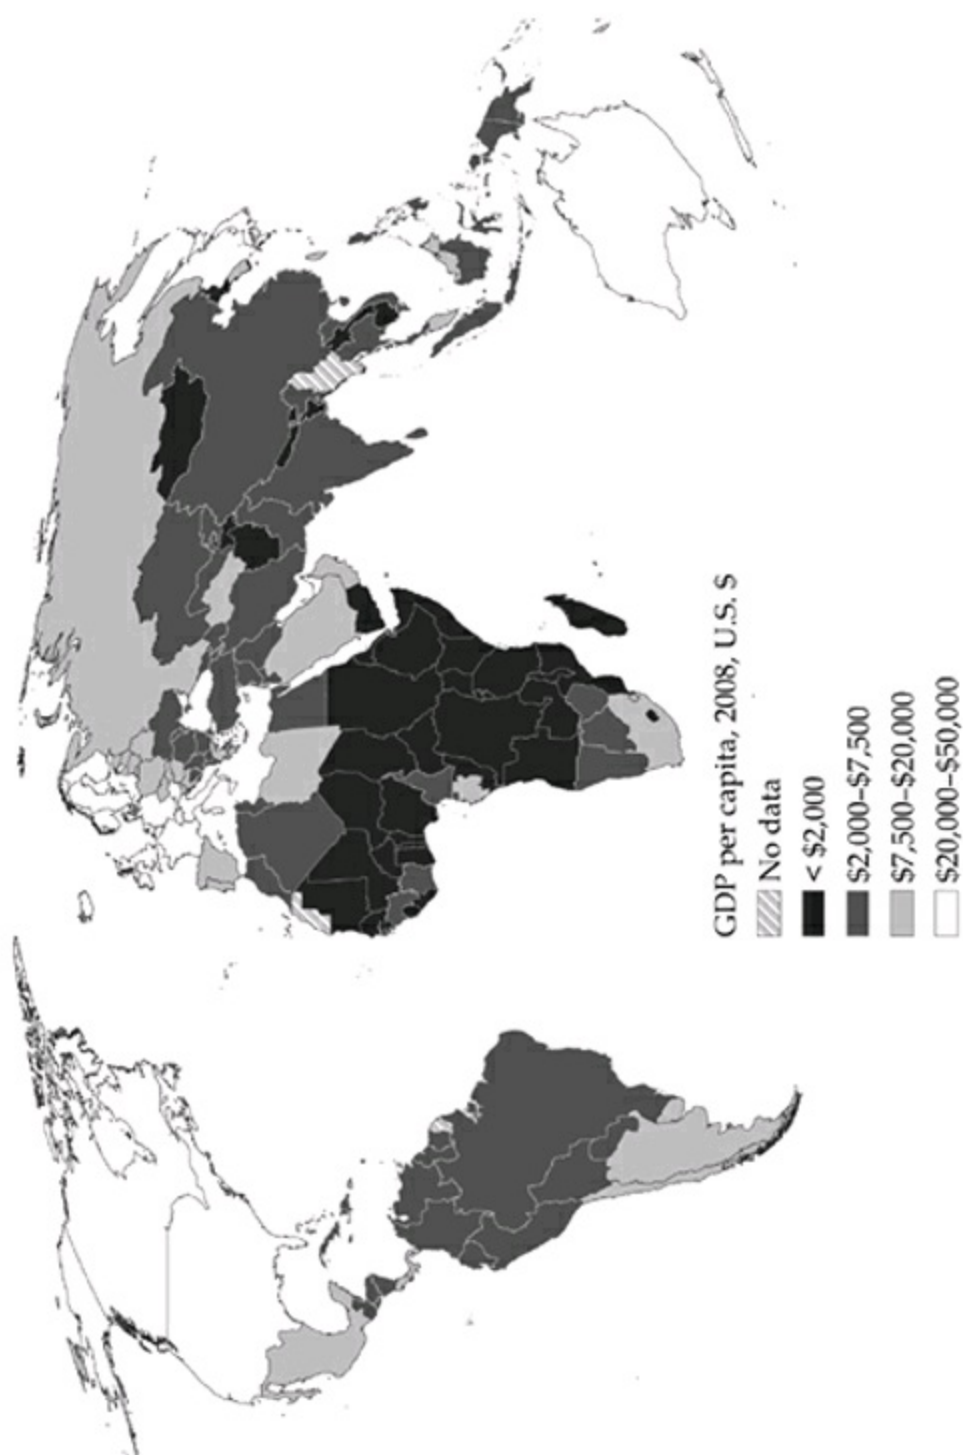 GDP per capita, 2008, U.S. $
No data
< $2,000
$2,000–$7,500
$7,500–$20,000
$20,000–$50,000